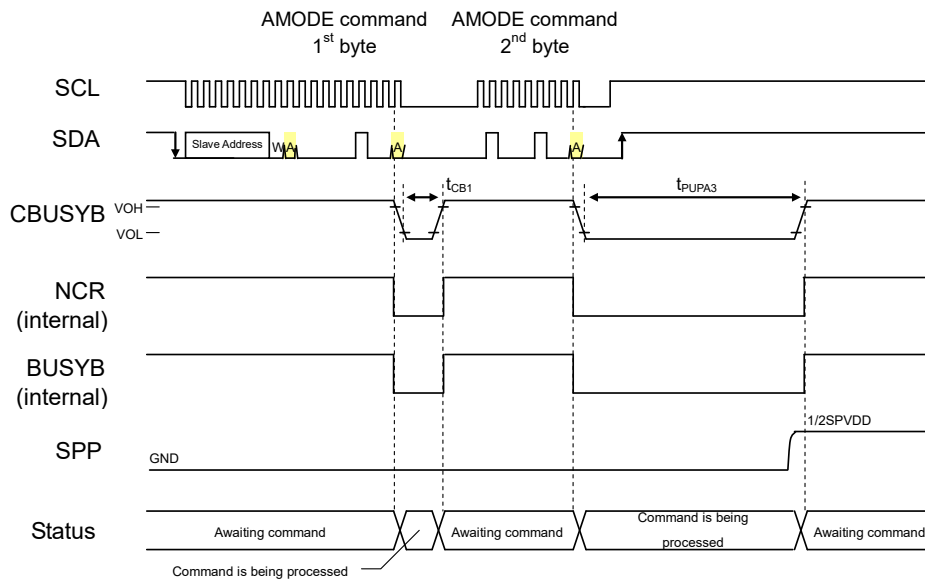 AMODE command
1st byte
AMODE command
2nd byte
SCL
SDA
Slave Address
W
A
A
A
tCB1
tPUPA3
CBUSYB
VOH
VOL
NCR
(internal)
BUSYB
(internal)
SPP
GND
1/2SPVDD
Status
Awaiting command
Awaiting command
Command is being
processed
Awaiting command
Command is being processed